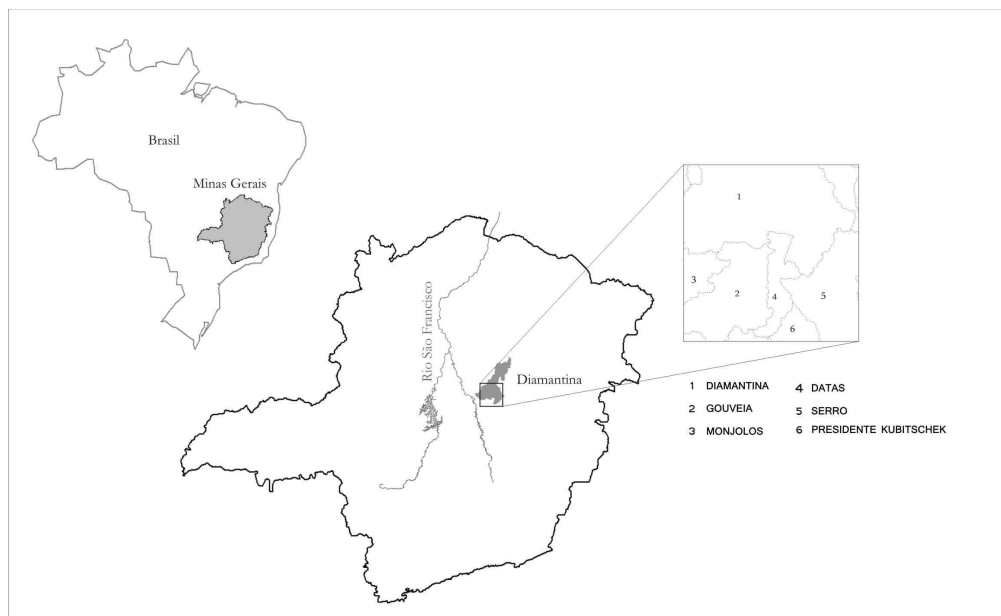 Brasil
Minas Gerais
Rio São Francisco
Diamantina
1
3
2
4
5
6
1 DIAMANTINA
2 GOUVEIA
3 MONJOLOS
4 DATAS
5 SERRO
6 PRESIDENTE KUBITSCHEK